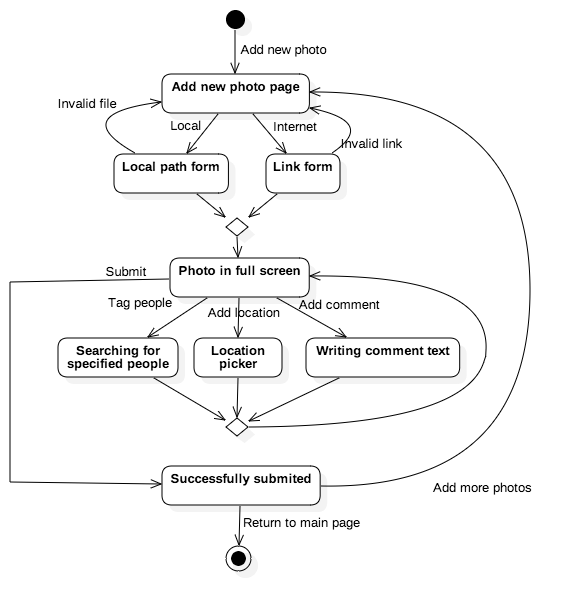 Add new photo
Add new photo page
Invalid file
Local
Internet
Invalid link
Local path form
Link form
Photo in full screen
Submit
Tag people
Add location
Add comment
Searching for
specified people
Location
picker
Writing comment text
Successfully submited
Add more photos
Return to main page